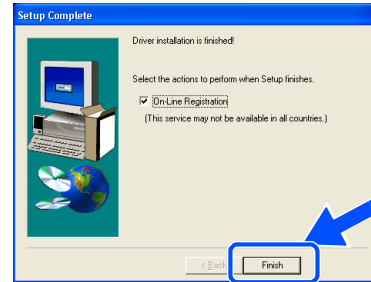 Setup Complete
Driver installation is finished!
Select the actions to perform when Setup finishes.
On-Line Registration
(This service may not be available in all countries.)
< Back
Finish